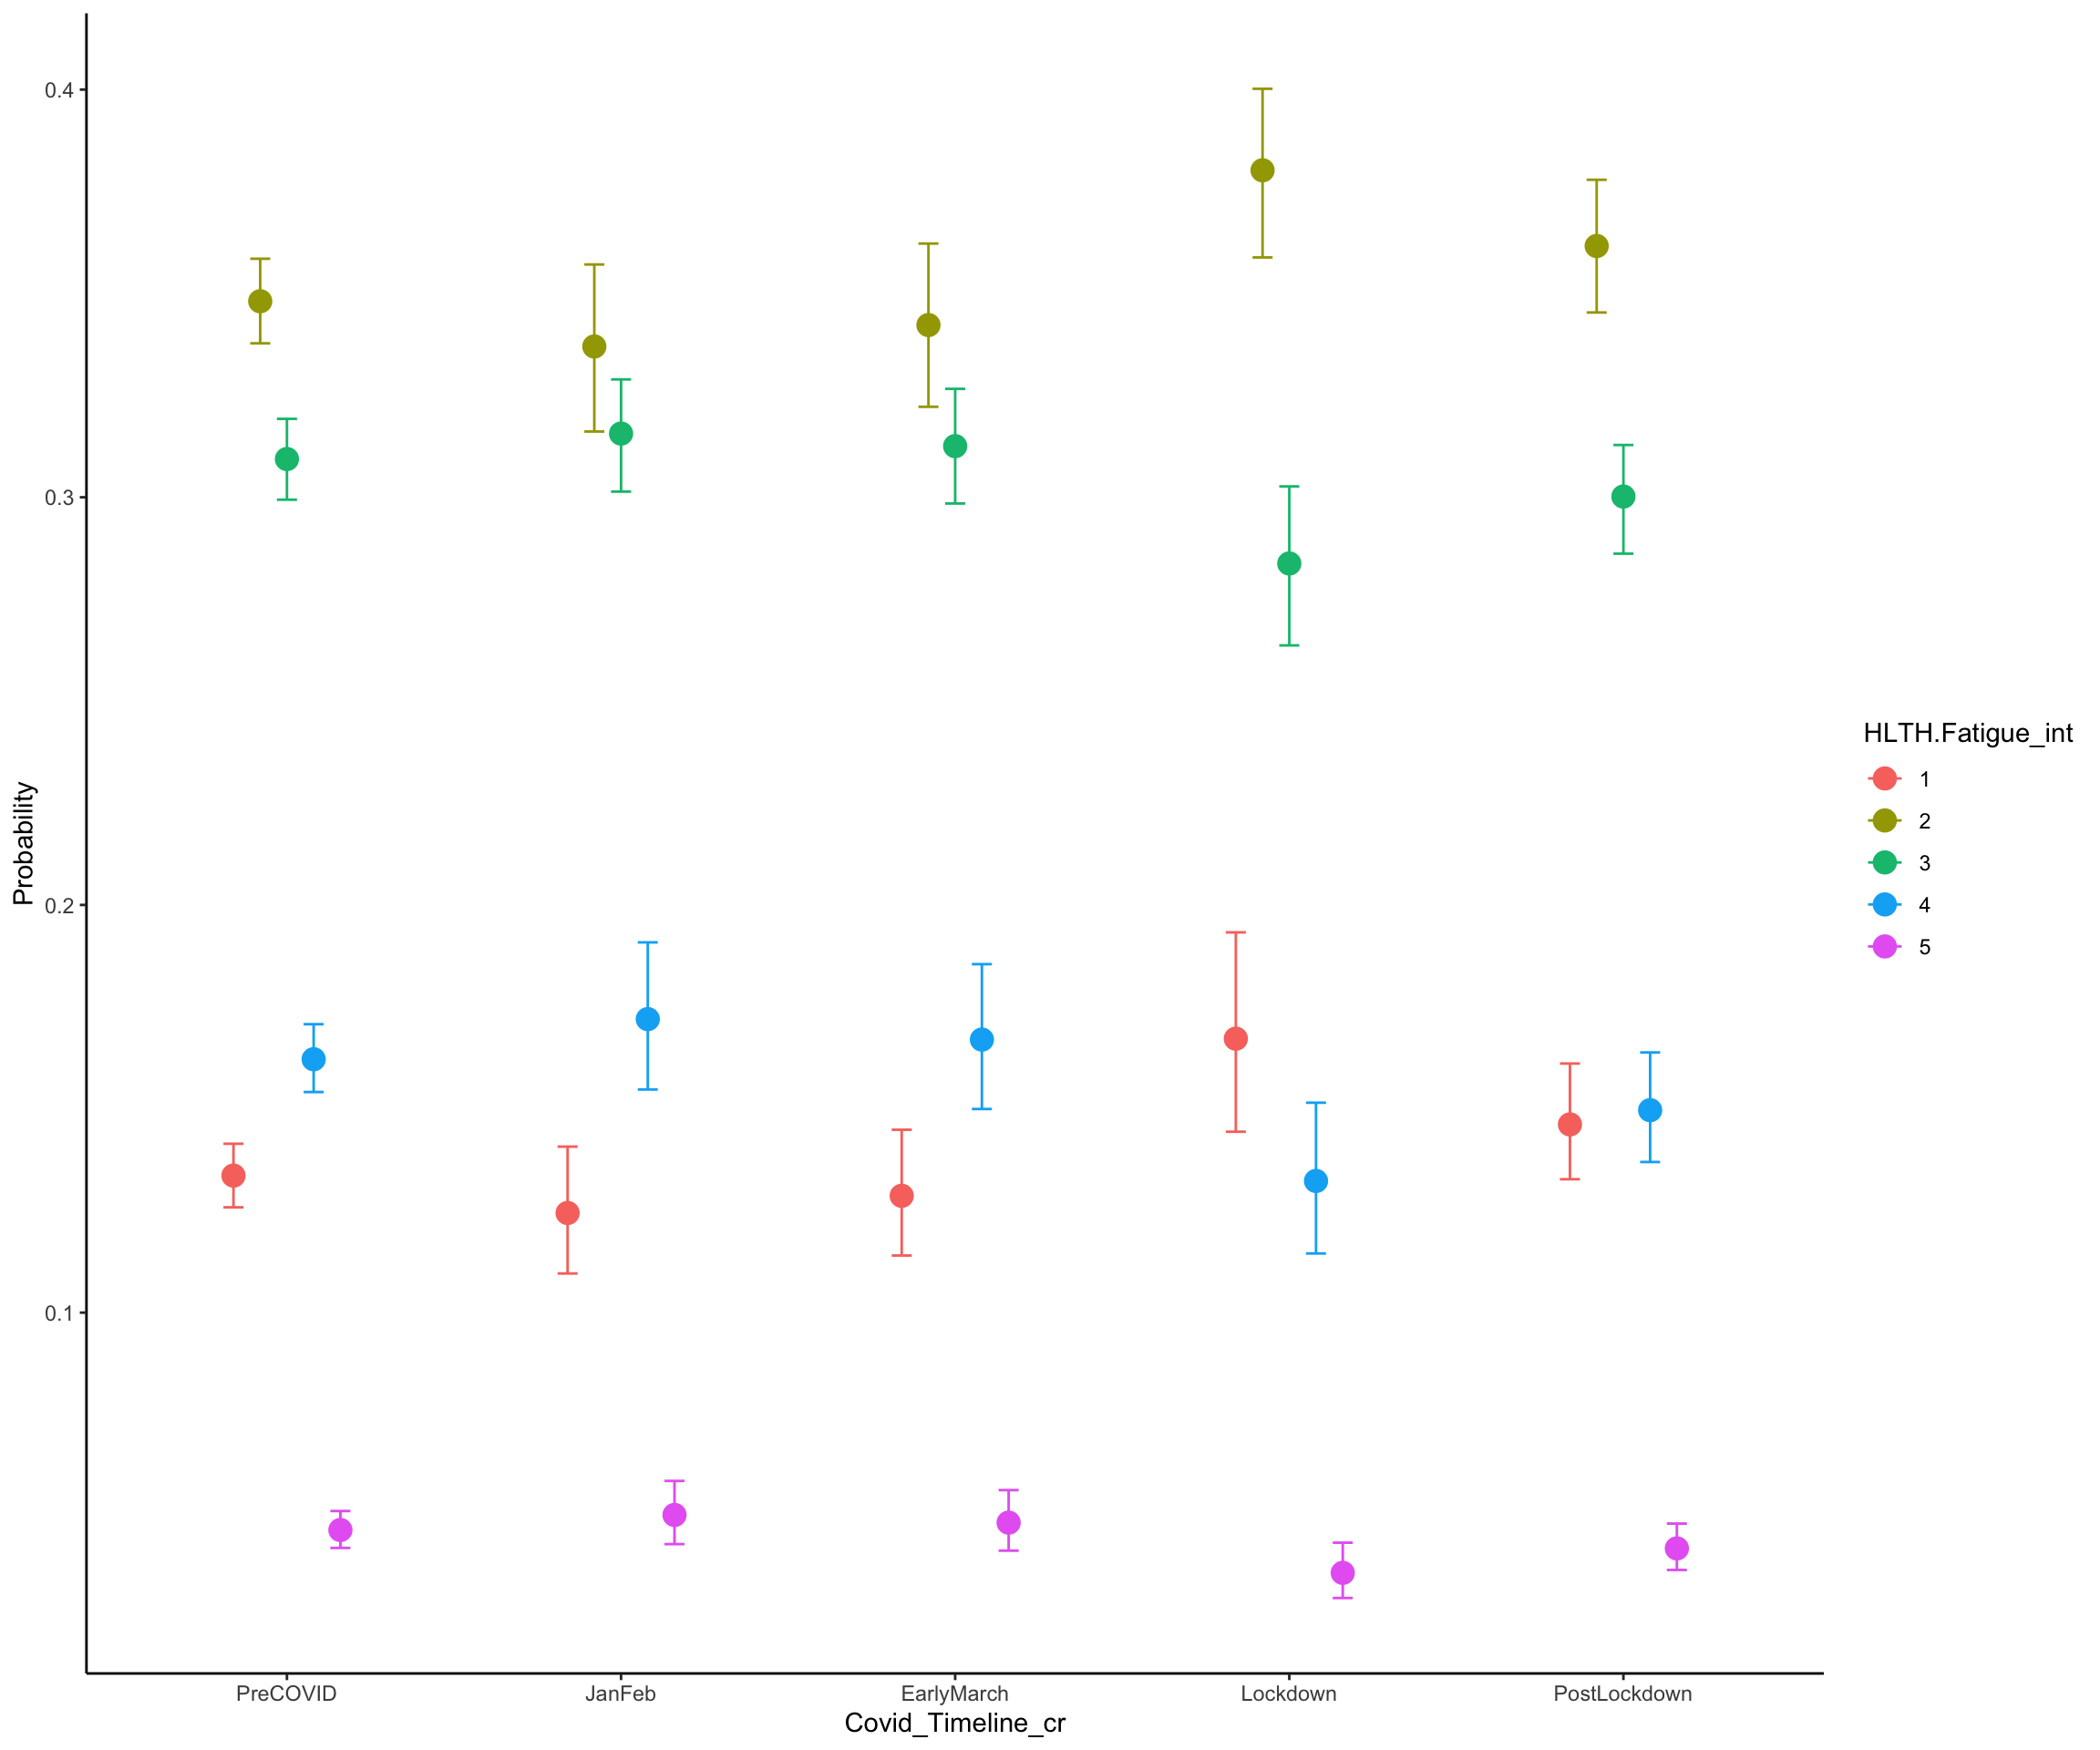 0.4
0.3
0.2
0.1
Probability
PreCOVID
JanFeb
EarlyMarch
Lockdown
PostLockdown
Covid_Timeline_cr
HLTH.Fatigue_int
1
2
3
4
5